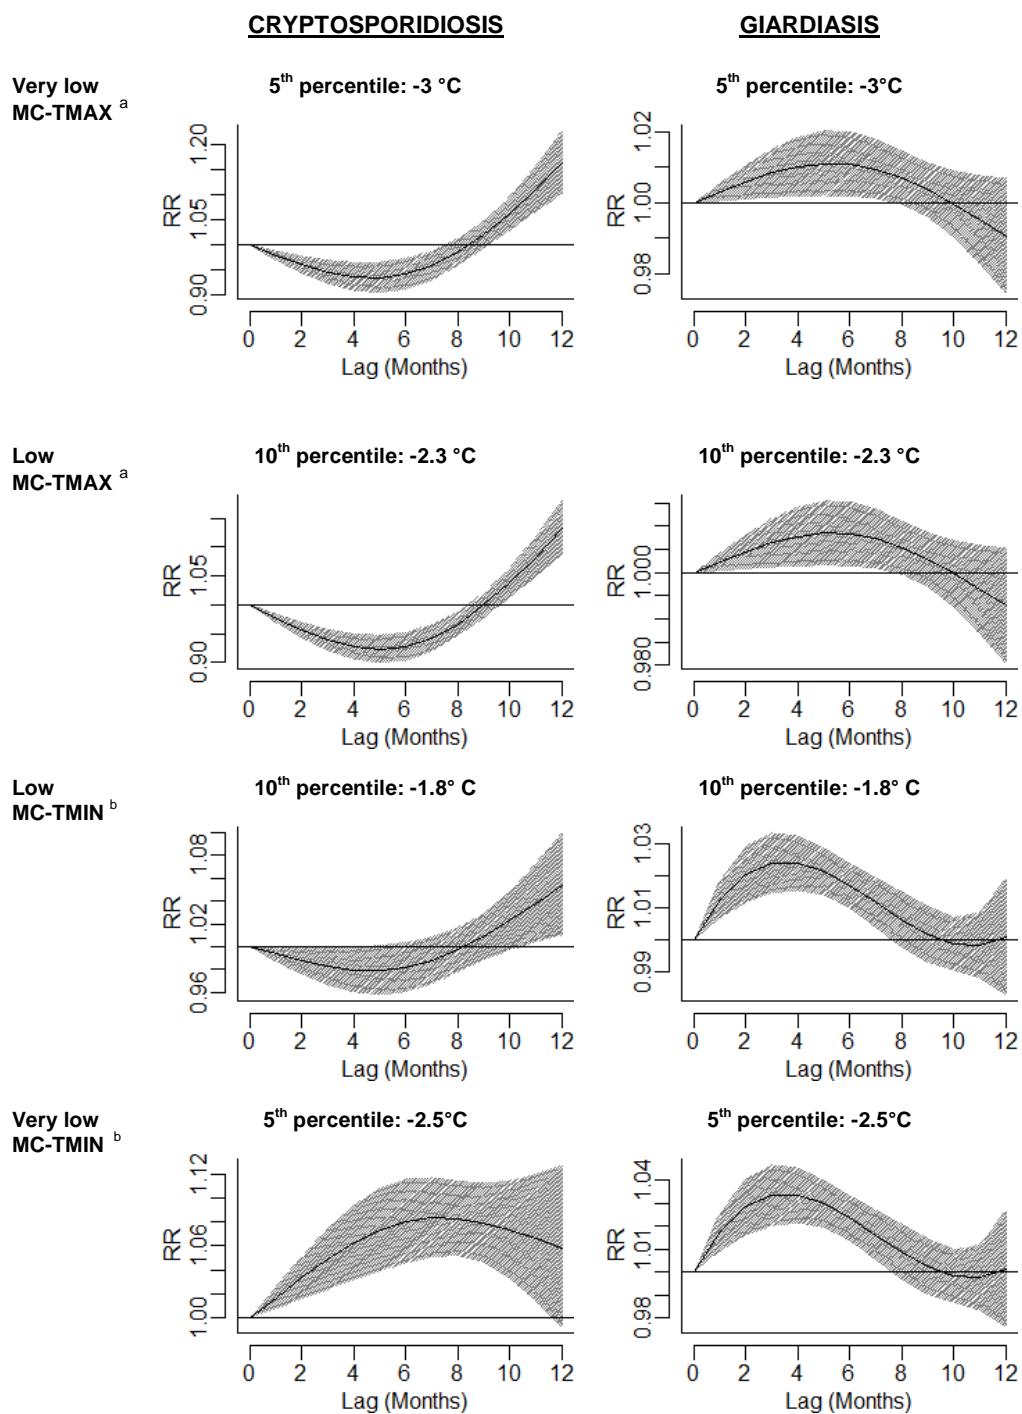 CRYPTOSPORIDIOSIS GIARDIASIS
Very low MC-TMAX a
5th percentile: -3 °C
RR
0.90 1.05 1.20
0 2 4 6 8 10 12
Lag (Months)
5th percentile: -3°C
RR
0.98 1.00 1.02
0 2 4 6 8 10 12
Lag (Months)
Low MC-TMAX a
10th percentile: -2.3 °C
RR
0.90 1.05
0 2 4 6 8 10 12
Lag (Months)
10th percentile: -2.3 °C
RR
0.980 1.000
0 2 4 6 8 10 12
Lag (Months)
Low MC-TMIN b
10th percentile: -1.8° C
RR
0.96 1.02 1.08
0 2 4 6 8 10 12
Lag (Months)
10th percentile: -1.8° C
RR
0.99 1.01 1.03
0 2 4 6 8 10 12
Lag (Months)
Very low MC-TMIN b
5th percentile: -2.5°C
RR
1.00 1.06 1.12
0 2 4 6 8 10 12
Lag (Months)
5th percentile: -2.5°C
RR
0.98 1.01 1.04
0 2 4 6 8 10 12
Lag (Months)